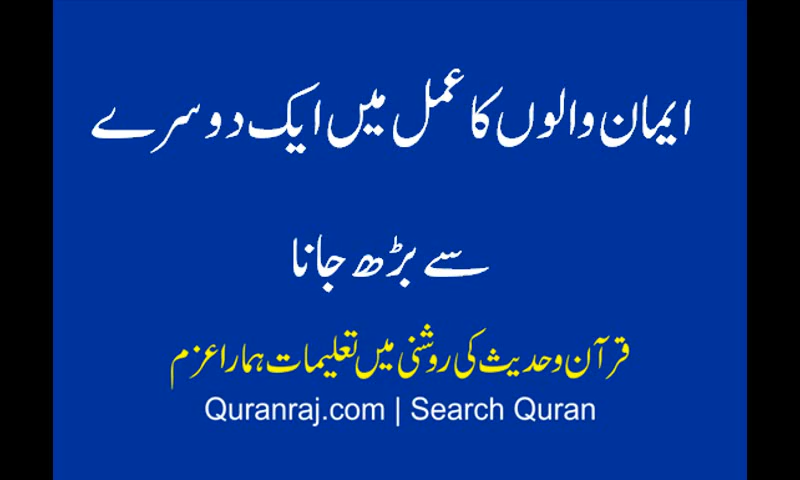 ایمان والوں کا عمل میں ایک دوسرے
سے بڑھ جانا
قرآن وحدیث کی روشنی میں تعلیمات ہمارا عزم
Quranraj.com | Search Quran